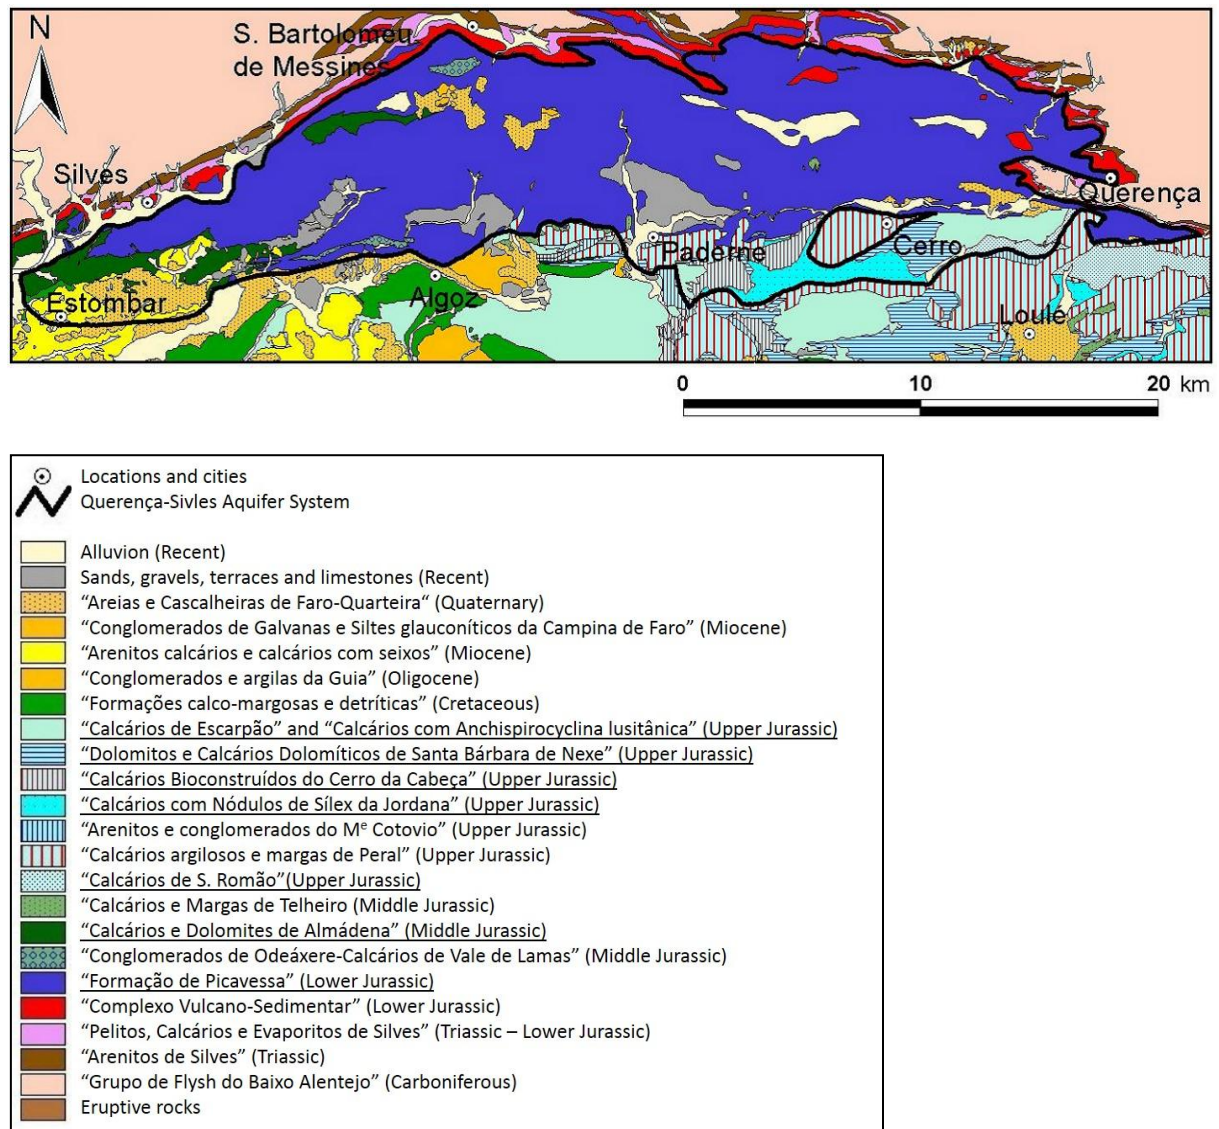 N
S. Bartolomeu
de Messines
Silves
Querença
Paderne
Cerro
Estombar
Algoz
Loulé
0 10 20 km
Locations and cities
Querença-Sivles Aquifer System
Alluvion (Recent)
Sands, gravels, terraces and limestones (Recent)
“Areias e Cascalheiras de Faro-Quarteira“ (Quaternary)
“Conglomerados de Galvanas e Siltes glauconíticos da Campina de Faro” (Miocene)
“Arenitos calcários e calcários com seixos” (Miocene)
“Conglomerados e argilas da Guia” (Oligocene)
“Formações calco-margosas e detríticas” (Cretaceous)
“Calcários de Escarpão” and “Calcários com Anchispirocyclina lusitânica” (Upper Jurassic)
“Dolomitos e Calcários Dolomíticos de Santa Bárbara de Nexe” (Upper Jurassic)
“Calcários Bioconstruídos do Cerro da Cabeça” (Upper Jurassic)
“Calcários com Nódulos de Sílex da Jordana” (Upper Jurassic)
“Arenitos e conglomerados do Mᵉ Cotovio” (Upper Jurassic)
“Calcários argilosos e margas de Peral” (Upper Jurassic)
“Calcários de S. Romão”(Upper Jurassic)
“Calcários e Margas de Telheiro (Middle Jurassic)
“Calcários e Dolomites de Almádena” (Middle Jurassic)
“Conglomerados de Odeáxere-Calcários de Vale de Lamas” (Middle Jurassic)
“Formação de Picavessa” (Lower Jurassic)
“Complexo Vulcano-Sedimentar” (Lower Jurassic)
“Pelitos, Calcários e Evaporitos de Silves” (Triassic – Lower Jurassic)
“Arenitos de Silves” (Triassic)
“Grupo de Flysh do Baixo Alentejo” (Carboniferous)
Eruptive rocks